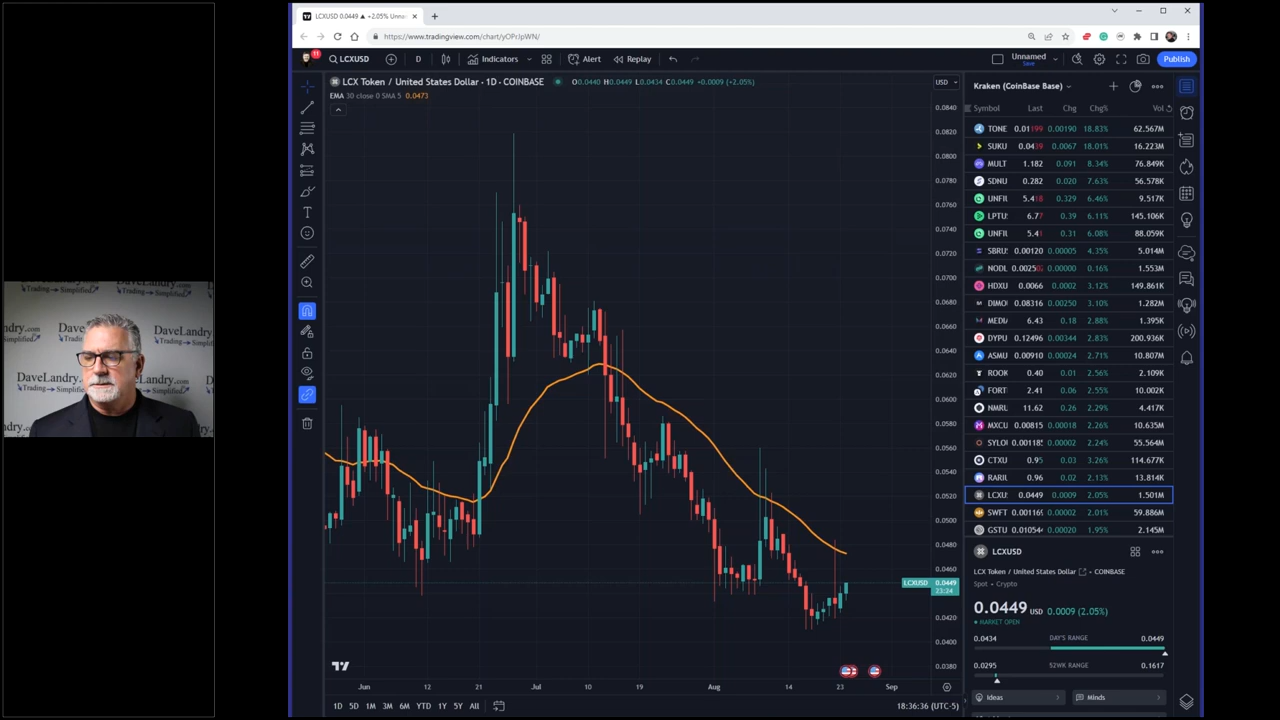 LCXUSD 0.0449 ▲ +2.05% Unna
https://www.tradingview.com/chart/yOPrJpWN/
11
LCXUSD
D
Indicators
Alert
Replay
Unnamed
Save
Publish
LCX Token / United States Dollar · 1D · COINBASE
O0.0440 H0.0449 L0.0434 C0.0449 +0.0009 (+2.05%)
EMA 30 close 0 SMA 5 0.0473
USD
0.0840
0.0820
0.0800
0.0780
0.0760
0.0740
0.0720
0.0700
0.0680
0.0660
0.0640
0.0620
0.0600
0.0580
0.0560
0.0540
0.0520
0.0500
0.0480
0.0460
LCXUSD 0.0449
23:24
0.0420
0.0400
0.0380
Jun 12 21 Jul 10 19 Aug 14 23 Sep
1D 5D 1M 3M 6M YTD 1Y 5Y All
18:36:36 (UTC-5)
Kraken (CoinBase Base)
Symbol Last Chg Chg% Vol
TONE 0.01199 0.00190 18.83% 62.567M
SUKU 0.0439 0.0067 18.01% 16.223M
MULT 1.182 0.091 8.34% 76.849K
SDNU 0.282 0.020 7.63% 56.578K
UNFII 5.418 0.329 6.46% 9.517K
LPTU: 6.77 0.39 6.11% 145.106K
UNFII 5.41 0.31 6.08% 88.059K
SBRU: 0.00120 0.00005 4.35% 5.014M
NODL 0.00250 0.00000 0.16% 1.553M
HDXU 0.0066 0.0002 3.12% 149.861K
DIMO 0.08316 0.00250 3.10% 1.282M
MEDI 6.43 0.18 2.88% 1.395K
DYPU 0.12496 0.00344 2.83% 200.936K
ASMU 0.00910 0.00024 2.71% 10.807M
ROOK 0.40 0.01 2.56% 2.109K
FORT 2.41 0.06 2.55% 10.002K
NMRL 11.62 0.26 2.29% 4.417K
MXCU 0.00815 0.00018 2.26% 10.635M
SYLO 0.00118 0.00002 2.24% 55.564M
CTXU 0.95 0.03 3.26% 114.677K
RARII 0.96 0.02 2.13% 13.814K
LCXU: 0.0449 0.0009 2.05% 1.501M
SWFT 0.00116 0.00002 2.01% 59.886M
GSTU 0.01054 0.00020 1.95% 2.145M
LCXUSD
LCX Token / United States Dollar · COINBASE
Spot · Crypto
0.0449 USD 0.0009 (2.05%)
MARKET OPEN
0.0434 DAY'S RANGE 0.0449
0.0295 52WK RANGE 0.1617
Ideas
Minds
DaveLandry.com
Trading Simplified